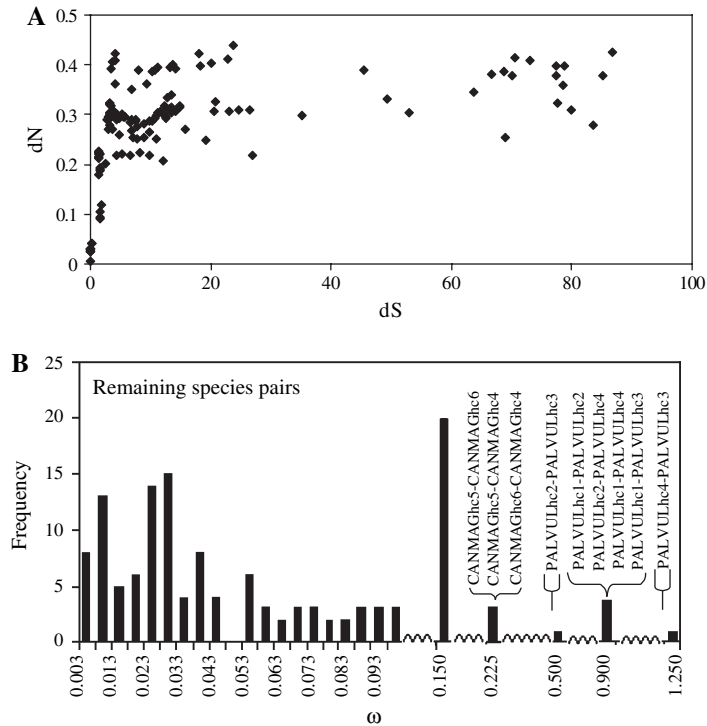 A
0.5
0.4
0.3
0.2
0.1
0
dN
0 20 40 60 80 100
dS
B
25
20
15
10
5
0
Frequency
Remaining species pairs
CANMAGhc5-CANMAGhc6
CANMAGhc5-CANMAGhc4
CANMAGhc6-CANMAGhc4
PALVULhc2-PALVULhc3
PALVULhc1-PALVULhc2
PALVULhc2-PALVULhc4
PALVULhc1-PALVULhc4
PALVULhc1-PALVULhc3
PALVULhc4-PALVULhc3
0.003 0.013 0.023 0.033 0.043 0.053 0.063 0.073 0.083 0.093 0.150 0.225 0.500 0.900 1.250
ω